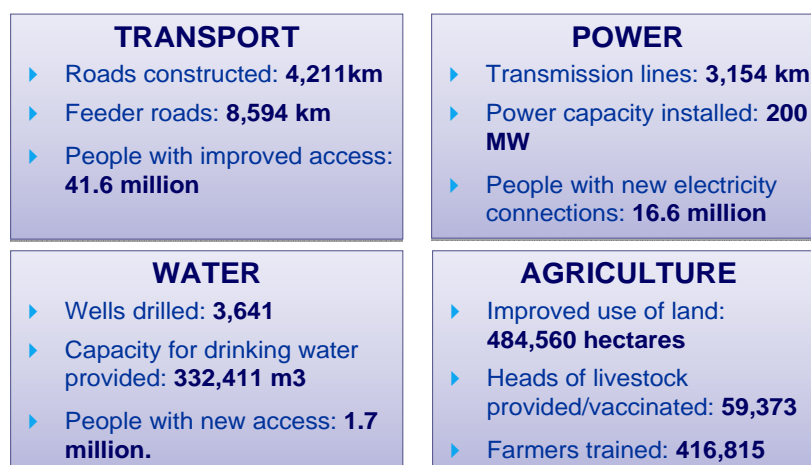 TRANSPORT
Roads constructed: 4,211km
Feeder roads: 8,594 km
People with improved access:
41.6 million
POWER
Transmission lines: 3,154 km
Power capacity installed: 200
MW
People with new electricity
connections: 16.6 million
WATER
Wells drilled: 3,641
Capacity for drinking water
provided: 332,411 m3
People with new access: 1.7
million.
AGRICULTURE
Improved use of land:
484,560 hectares
Heads of livestock
provided/vaccinated: 59,373
Farmers trained: 416,815